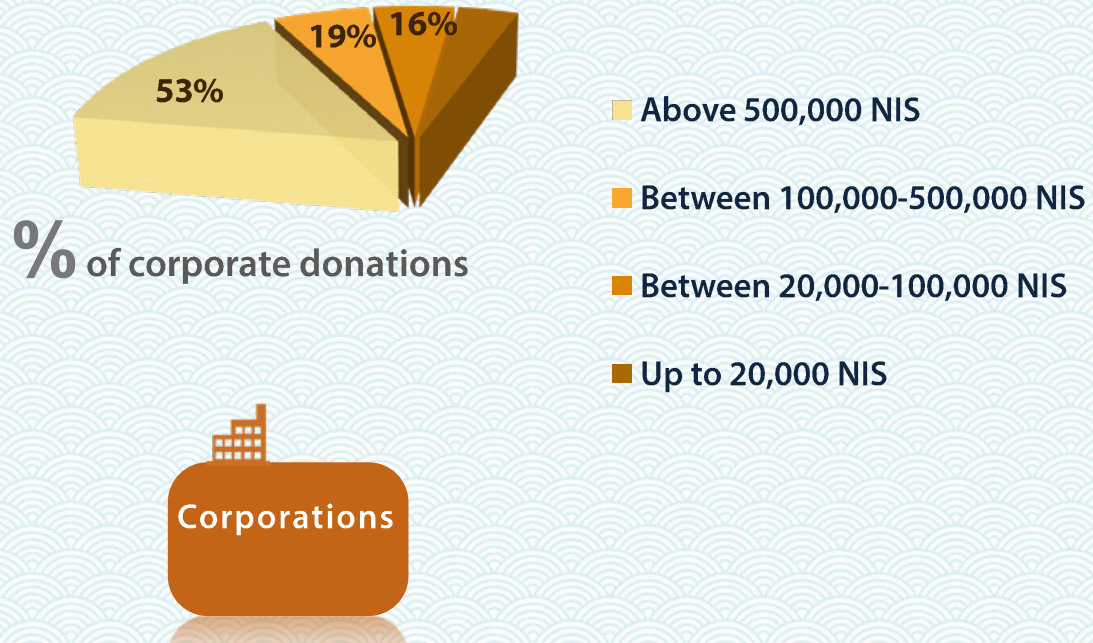 53%
19%
16%
Above 500,000 NIS
Between 100,000-500,000 NIS
Between 20,000-100,000 NIS
Up to 20,000 NIS
% of corporate donations
Corporations